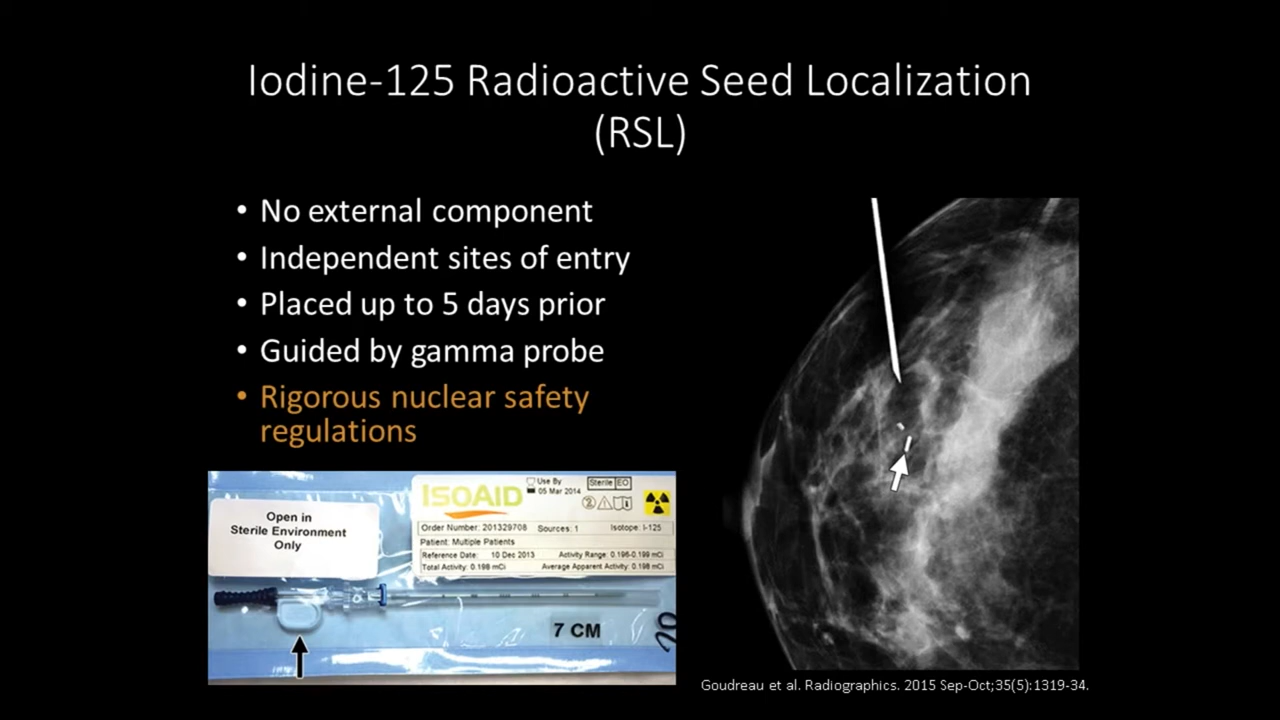 Iodine-125 Radioactive Seed Localization
(RSL)
• No external component
• Independent sites of entry
• Placed up to 5 days prior
• Guided by gamma probe
• Rigorous nuclear safety
regulations
Open in
Sterile Environment
Only
ISOAID
Use By
05 Mar 2014
Sterile EO
Order Number: 201329708 Sources: 1 Isotope: I-125
Patient: Multiple Patients
Reference Date: 10 Dec 2013 Activity Range: 0.196-0.199 mCi
Total Activity: 0.198 mCi Average Apparent Activity: 0.198 mCi
7 CM
Goudreau et al. Radiographics. 2015 Sep-Oct;35(5):1319-34.